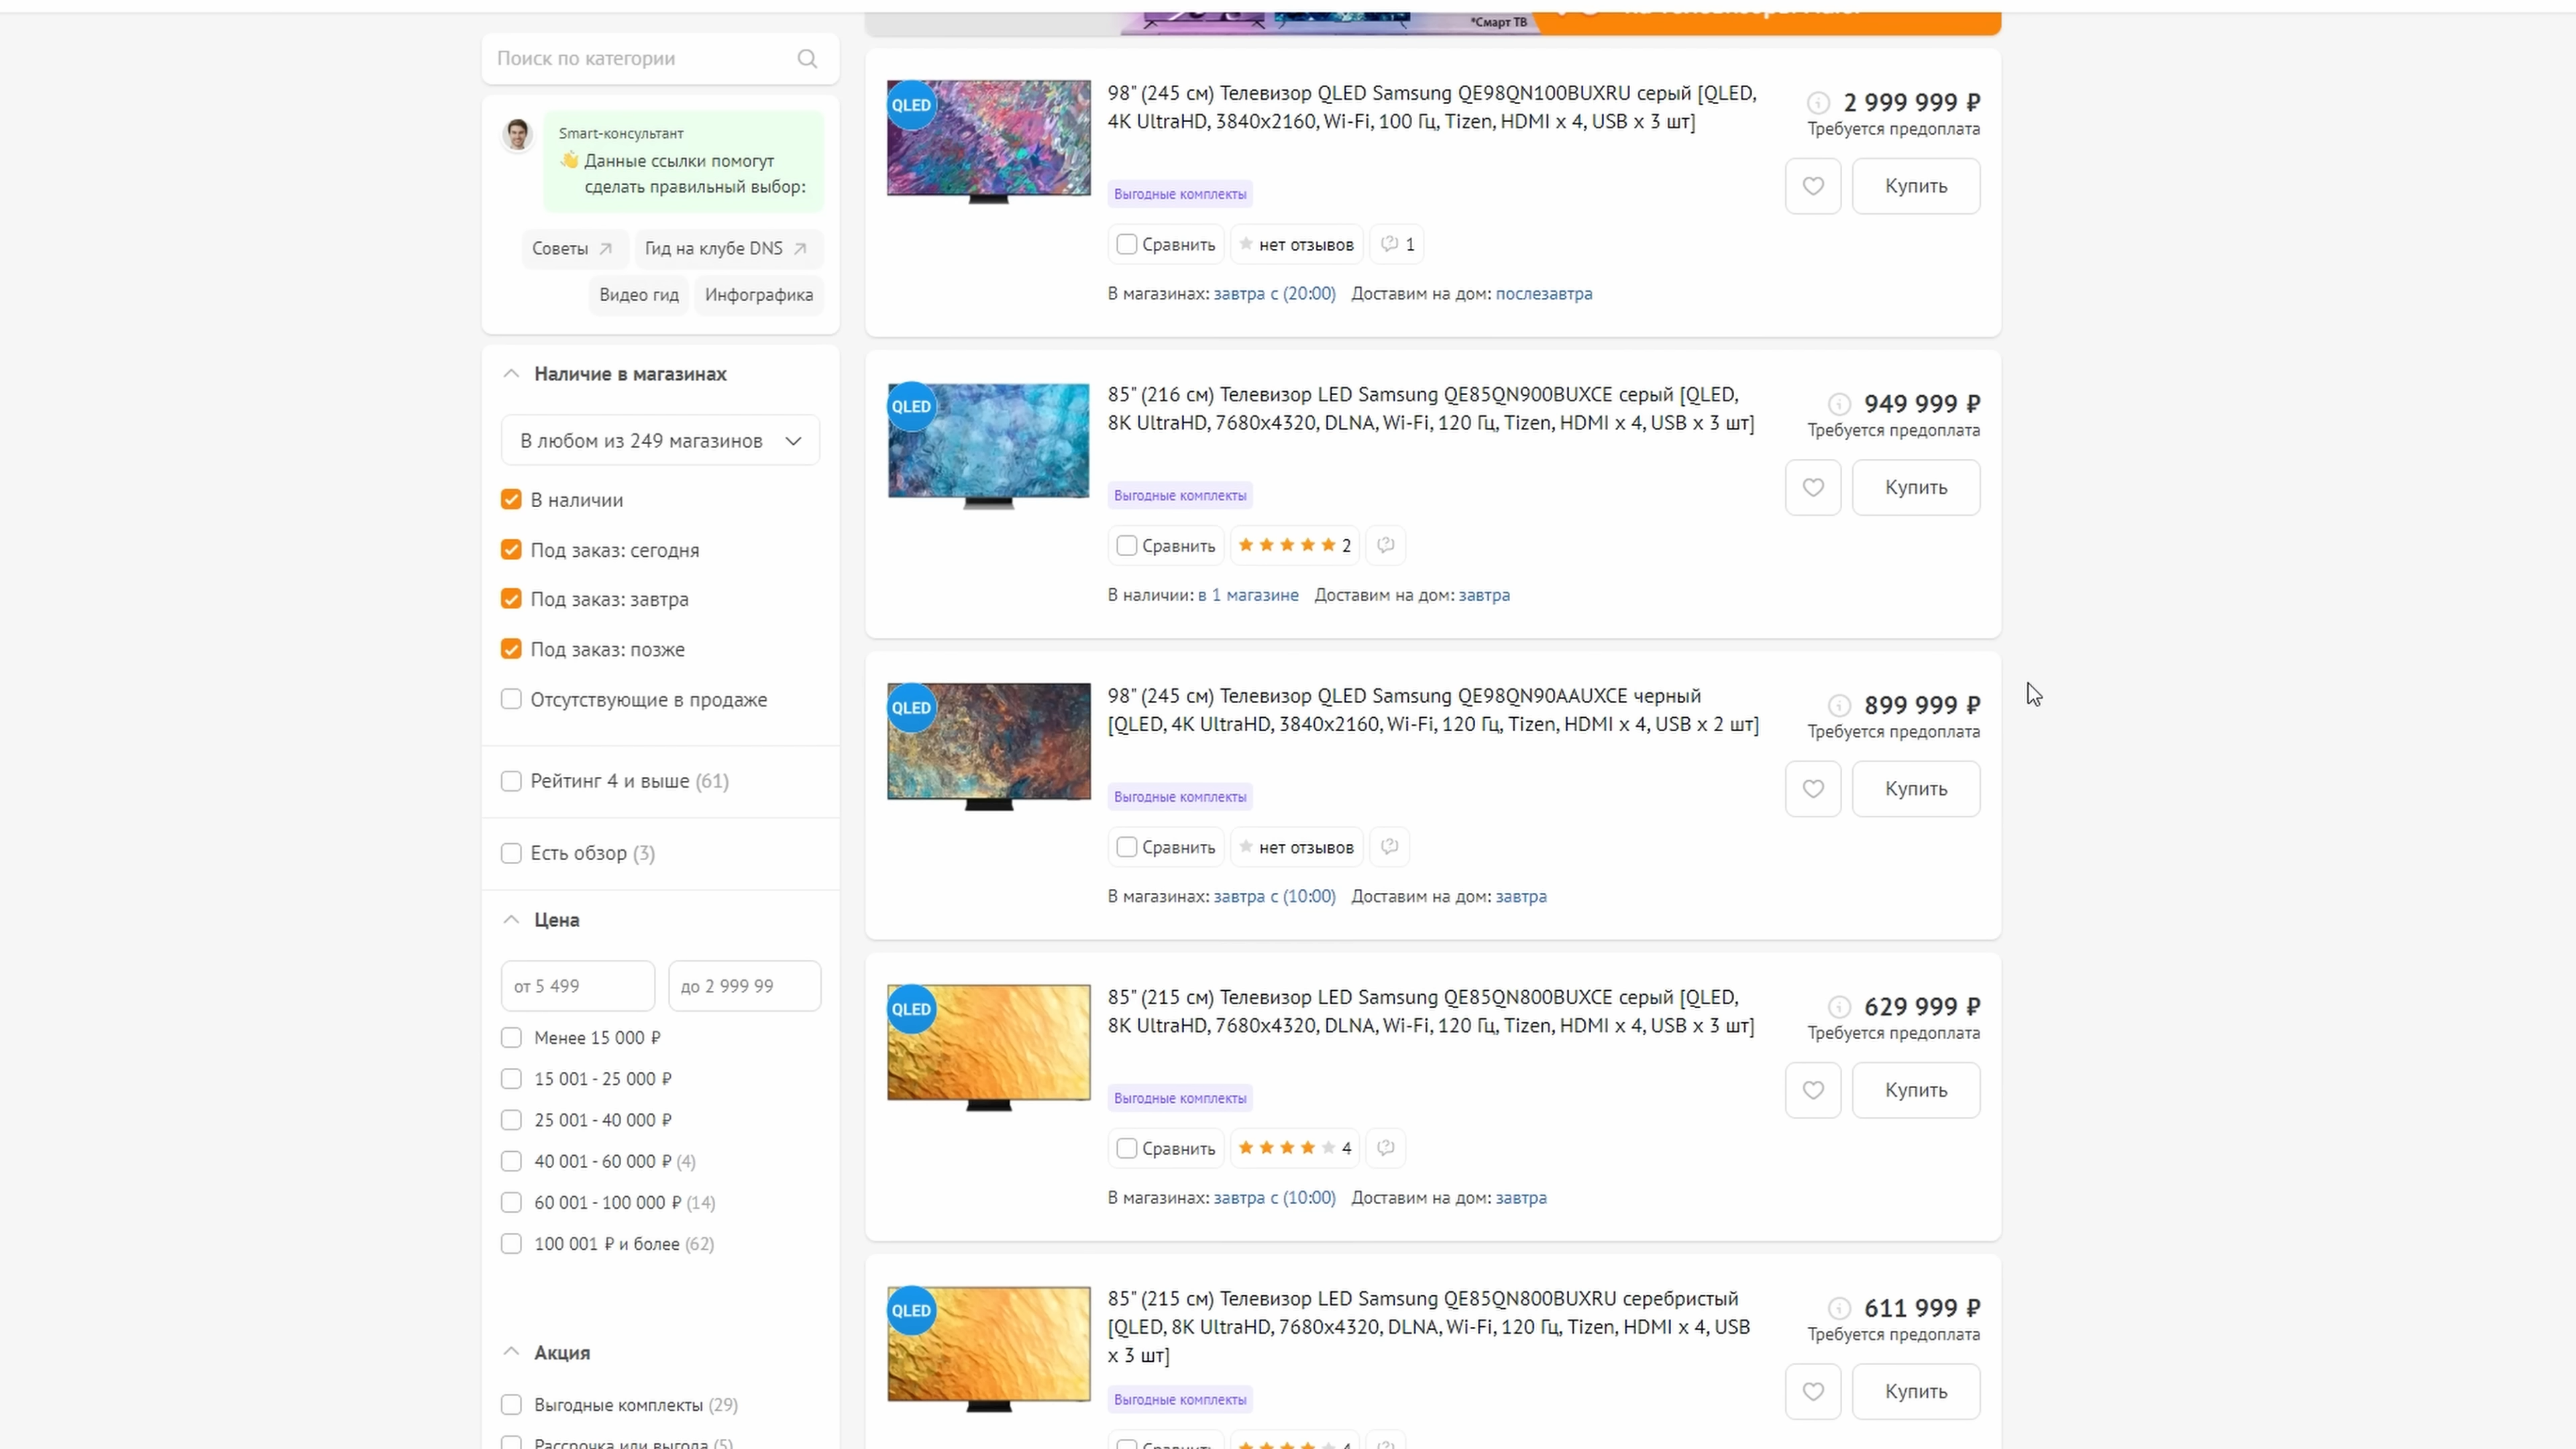 *Смарт ТВ
Поиск по категории
Smart-консультант
👋 Данные ссылки помогут
сделать правильный выбор:
Советы
Гид на клубе DNS
Видео гид
Инфографика
Наличие в магазинах
В любом из 249 магазинов
В наличии
Под заказ: сегодня
Под заказ: завтра
Под заказ: позже
Отсутствующие в продаже
Рейтинг 4 и выше (61)
Есть обзор (3)
Цена
от 5 499
до 2 999 99
Менее 15 000 ₽
15 001 - 25 000 ₽
25 001 - 40 000 ₽
40 001 - 60 000 ₽ (4)
60 001 - 100 000 ₽ (14)
100 001 ₽ и более (62)
Акция
Выгодные комплекты (29)
Рассрочка или выгода (5)
QLED
98" (245 см) Телевизор QLED Samsung QE98QN100BUXRU серый [QLED,
4K UltraHD, 3840x2160, Wi-Fi, 100 Гц, Tizen, HDMI x 4, USB x 3 шт]
2 999 999 ₽
Требуется предоплата
Купить
Выгодные комплекты
Сравнить
нет отзывов
1
В магазинах: завтра с (20:00) Доставим на дом: послезавтра
QLED
85" (216 см) Телевизор LED Samsung QE85QN900BUXCE серый [QLED,
8K UltraHD, 7680x4320, DLNA, Wi-Fi, 120 Гц, Tizen, HDMI x 4, USB x 3 шт]
949 999 ₽
Требуется предоплата
Купить
Выгодные комплекты
Сравнить
2
В наличии: в 1 магазине Доставим на дом: завтра
QLED
98" (245 см) Телевизор QLED Samsung QE98QN90AAUXCE черный
[QLED, 4K UltraHD, 3840x2160, Wi-Fi, 120 Гц, Tizen, HDMI x 4, USB x 2 шт]
899 999 ₽
Требуется предоплата
Купить
Выгодные комплекты
Сравнить
нет отзывов
В магазинах: завтра с (10:00) Доставим на дом: завтра
QLED
85" (215 см) Телевизор LED Samsung QE85QN800BUXCE серый [QLED,
8K UltraHD, 7680x4320, DLNA, Wi-Fi, 120 Гц, Tizen, HDMI x 4, USB x 3 шт]
629 999 ₽
Требуется предоплата
Купить
Выгодные комплекты
Сравнить
4
В магазинах: завтра с (10:00) Доставим на дом: завтра
QLED
85" (215 см) Телевизор LED Samsung QE85QN800BUXRU серебристый
[QLED, 8K UltraHD, 7680x4320, DLNA, Wi-Fi, 120 Гц, Tizen, HDMI x 4, USB
x 3 шт]
611 999 ₽
Требуется предоплата
Купить
Выгодные комплекты
Сравнить
4